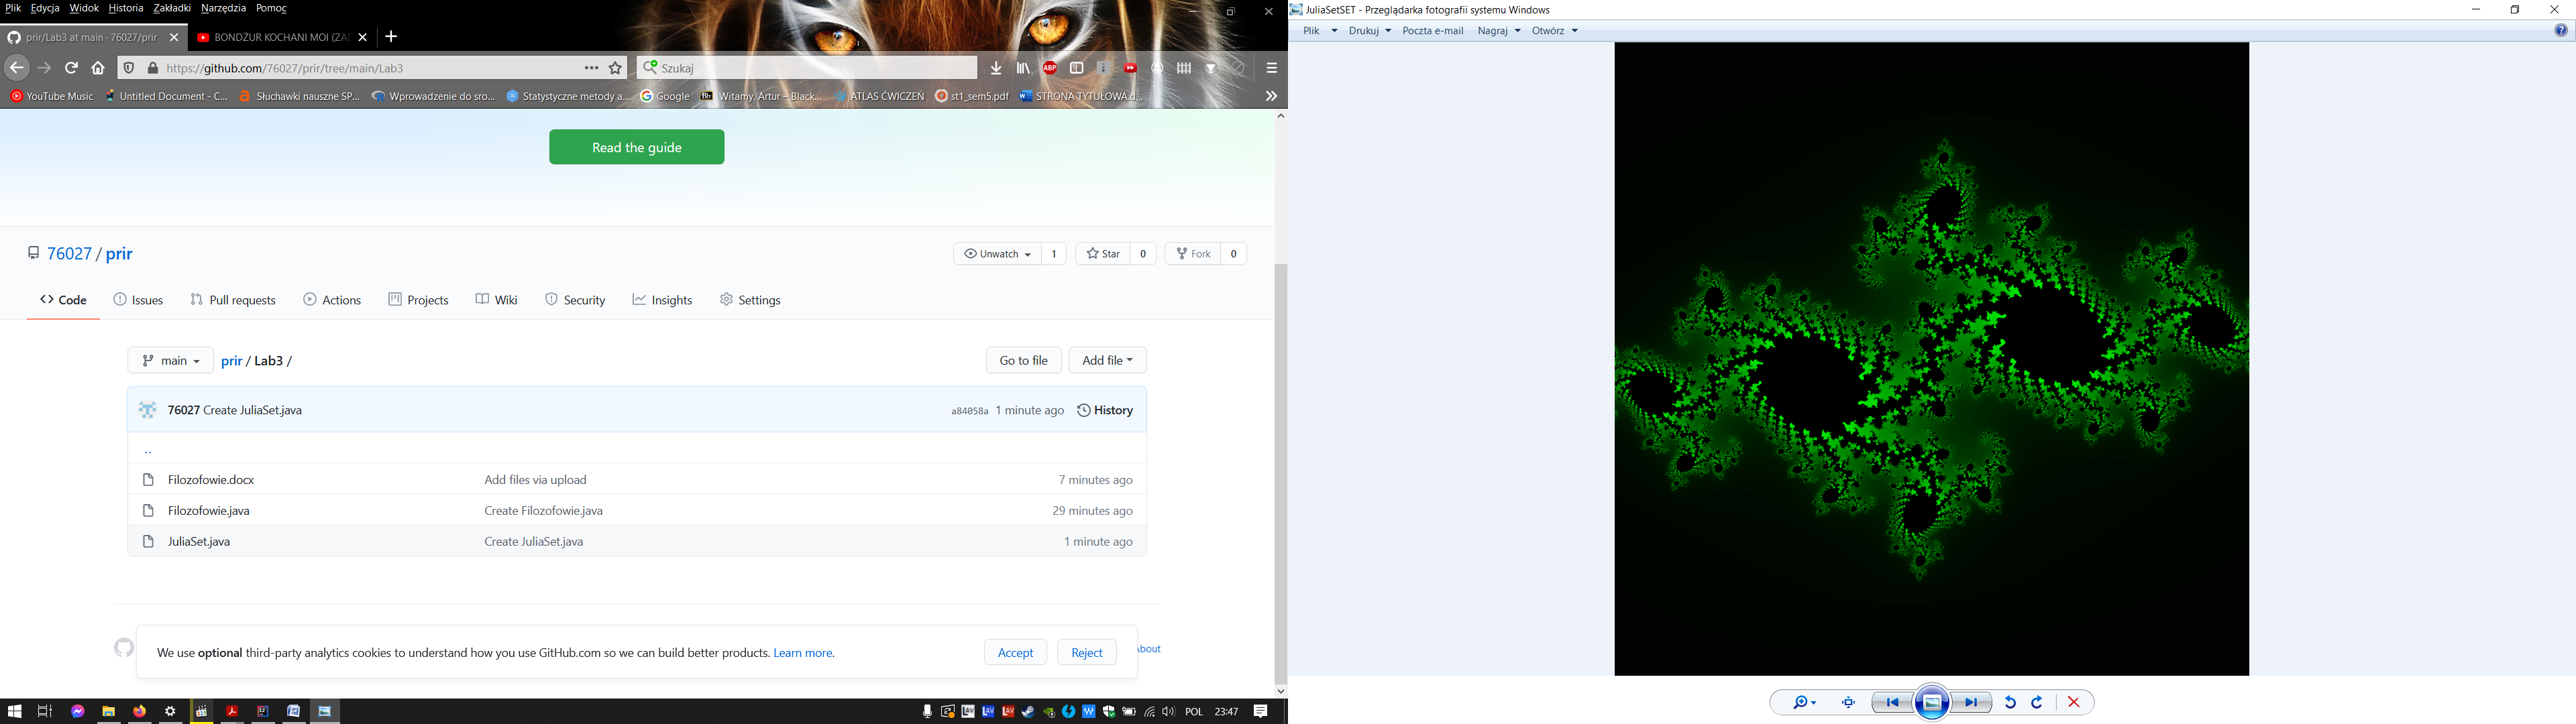 Plik Edycja Widok Historia Zakładki Narzędzia Pomoc
prir/Lab3 at main · 76027/prir
BONDŻUR KOCHANI MOI (ZAD
https://github.com/76027/prir/tree/main/Lab3
Szukaj
ABP
YouTube Music
Untitled Document - C...
Słuchawki nauszne SP...
Wprowadzenie do sro...
Statystyczne metody a...
Google
Bb
Witamy, Artur – Black...
ATLAS ĆWICZEŃ
st1_sem5.pdf
STRONA TYTUŁOWA.d...
Read the guide
76027 / prir
Unwatch 1
Star 0
Fork 0
Code
Issues
Pull requests
Actions
Projects
Wiki
Security
Insights
Settings
main
prir / Lab3 /
Go to file
Add file
76027 Create JuliaSet.java
a84058a 1 minute ago
History
..
Filozofowie.docx Add files via upload 7 minutes ago
Filozofowie.java Create Filozofowie.java 29 minutes ago
JuliaSet.java Create JuliaSet.java 1 minute ago
We use optional third-party analytics cookies to understand how you use GitHub.com so we can build better products. Learn more.
Accept
Reject
About
LAV
LAV
LAV
POL
23:47
JuliaSetSET - Przeglądarka fotografii systemu Windows
Plik Drukuj Poczta e-mail Nagraj Otwórz
?